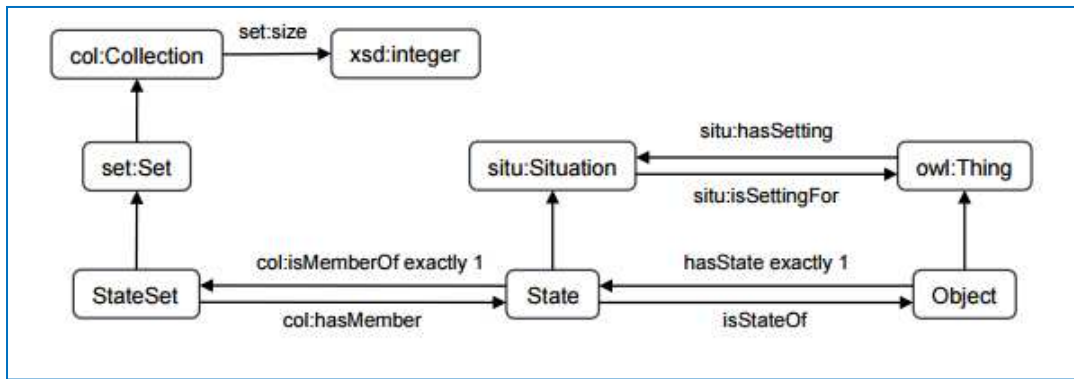 set:size
col:Collection
xsd:integer
situ:hasSetting
set:Set
situ:Situation
owl:Thing
situ:isSettingFor
col:isMemberOf exactly 1
hasState exactly 1
StateSet
State
Object
col:hasMember
isStateOf